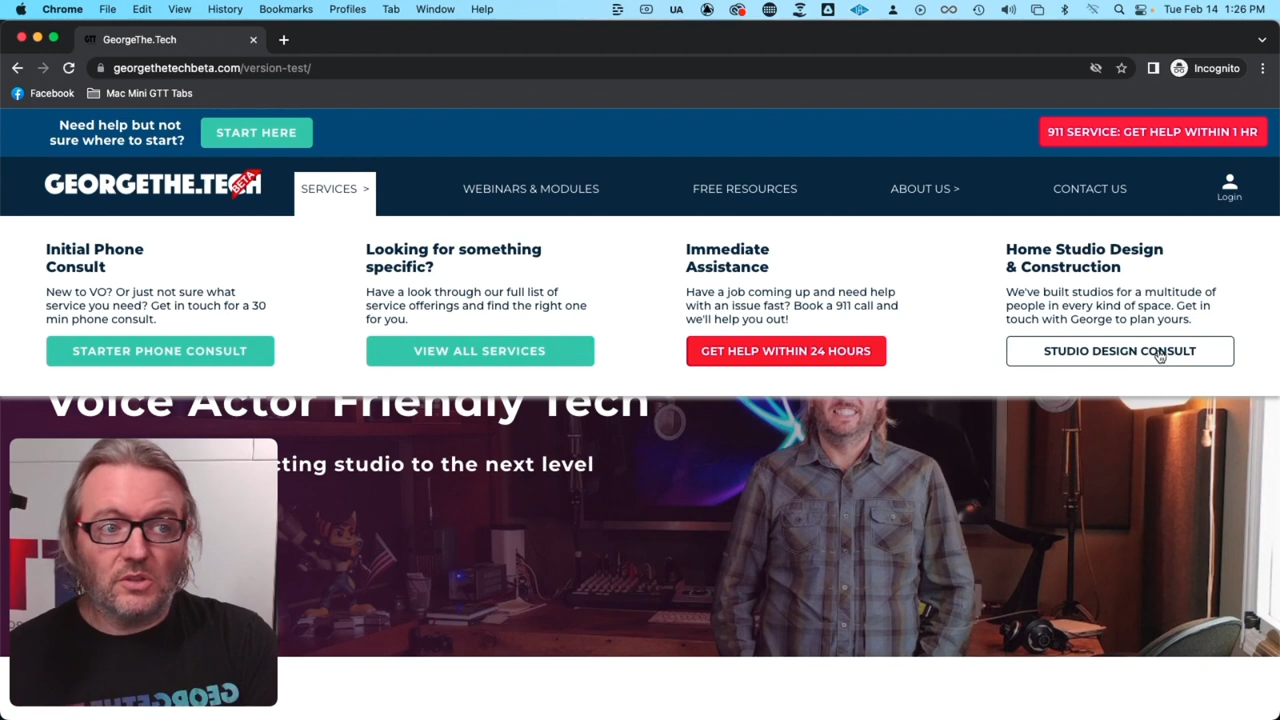 Chrome File Edit View History Bookmarks Profiles Tab Window Help UA Tue Feb 14 1:26 PM
GeorgeThe.Tech
georgethetechbeta.com/version-test/ Incognito
Facebook Mac Mini GTT Tabs
Need help but not
sure where to start?
START HERE
911 SERVICE: GET HELP WITHIN 1 HR
GEORGETHE.TECH BETA
SERVICES >
WEBINARS & MODULES
FREE RESOURCES
ABOUT US >
CONTACT US
Login
Initial Phone
Consult
New to VO? Or just not sure what
service you need? Get in touch for a 30
min phone consult.
STARTER PHONE CONSULT
Looking for something
specific?
Have a look through our full list of
service offerings and find the right one
for you.
VIEW ALL SERVICES
Immediate
Assistance
Have a job coming up and need help
with an issue fast? Book a 911 call and
we'll help you out!
GET HELP WITHIN 24 HOURS
Home Studio Design
& Construction
We've built studios for a multitude of
people in every kind of space. Get in
touch with George to plan yours.
STUDIO DESIGN CONSULT
Voice Actor Friendly Tech
studio to the next level
GEORGETHE